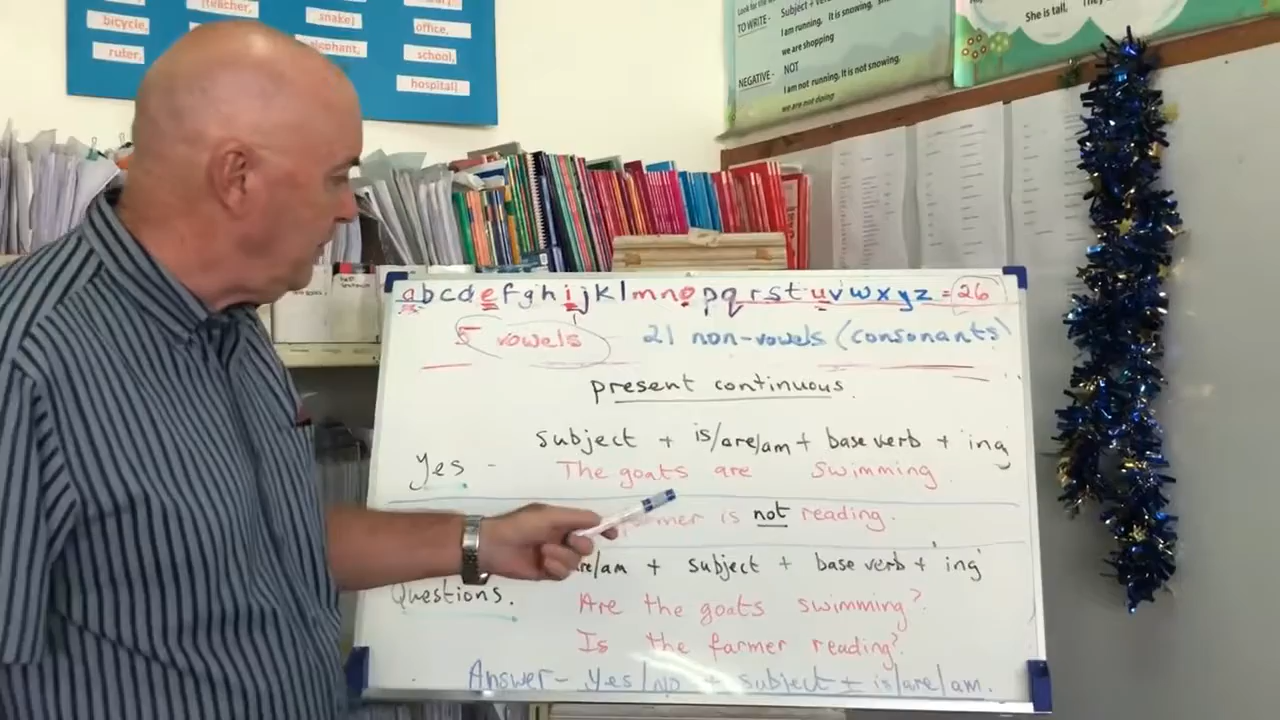 (teacher,
bicycle,
snake)
office,
ruter,
elephant,
school,
hospital)
TO WRITE -
I am running. It is snowing,
we are shopping
NEGATIVE -
NOT
I am not running, It is not snowing,
we are not doing
She is tall,
abcdefghijklmnopqrstuvwxyz = 26
5 vowels 21 non-vowels (consonants)
present continuous
subject + is/are/am + base verb + ing
Yes - The goats are swimming
is not reading.
/am + subject + base verb + ing
Questions.
Are the goats swimming?
Is the farmer reading?
Answer - Yes/no + subject + is/are/am.